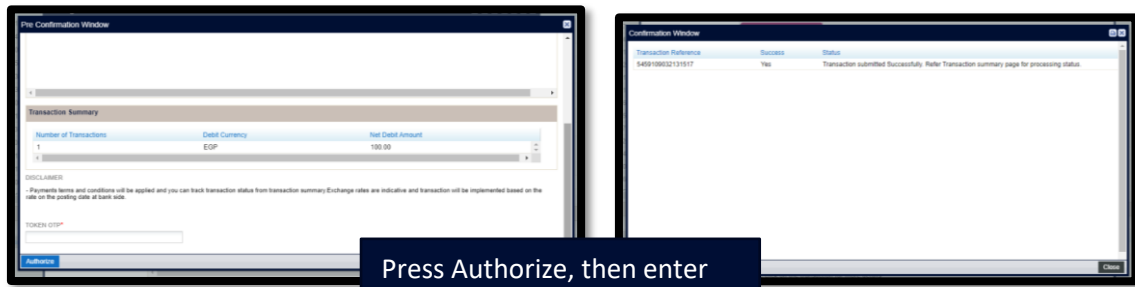 Pre Confirmation Window
Transaction Summary
Number of Transactions Debit Currency Net Debit Amount
1 EGP 100.00
DISCLAIMER
- Payments terms and conditions will be applied and you can track transaction status from transaction summary.Exchange rates are indicative and transaction will be implemented based on the
rate on the posting date at bank side.
TOKEN OTP*
Authorize
Confirmation Window
Transaction Reference Success Status
5459109032131517 Yes Transaction submitted Successfully. Refer Transaction summary page for processing status.
Close
Press Authorize, then enter